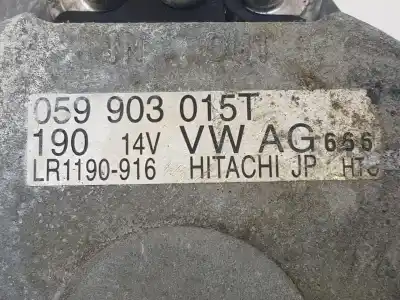 059 903 015T
190 14V VW AG 666
LR1190-916 HITACHI JP